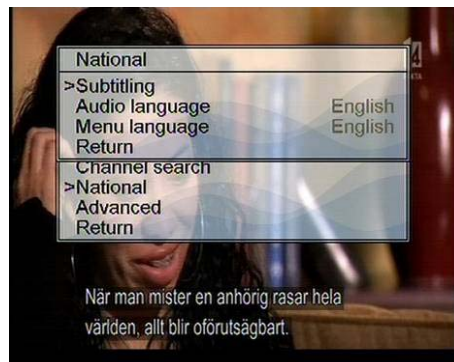 National
4
>Subtitling
Audio language English
Menu language English
Return
Channel search
>National
Advanced
Return
När man mister en anhörig rasar hela
världen, allt blir oförutsägbart.